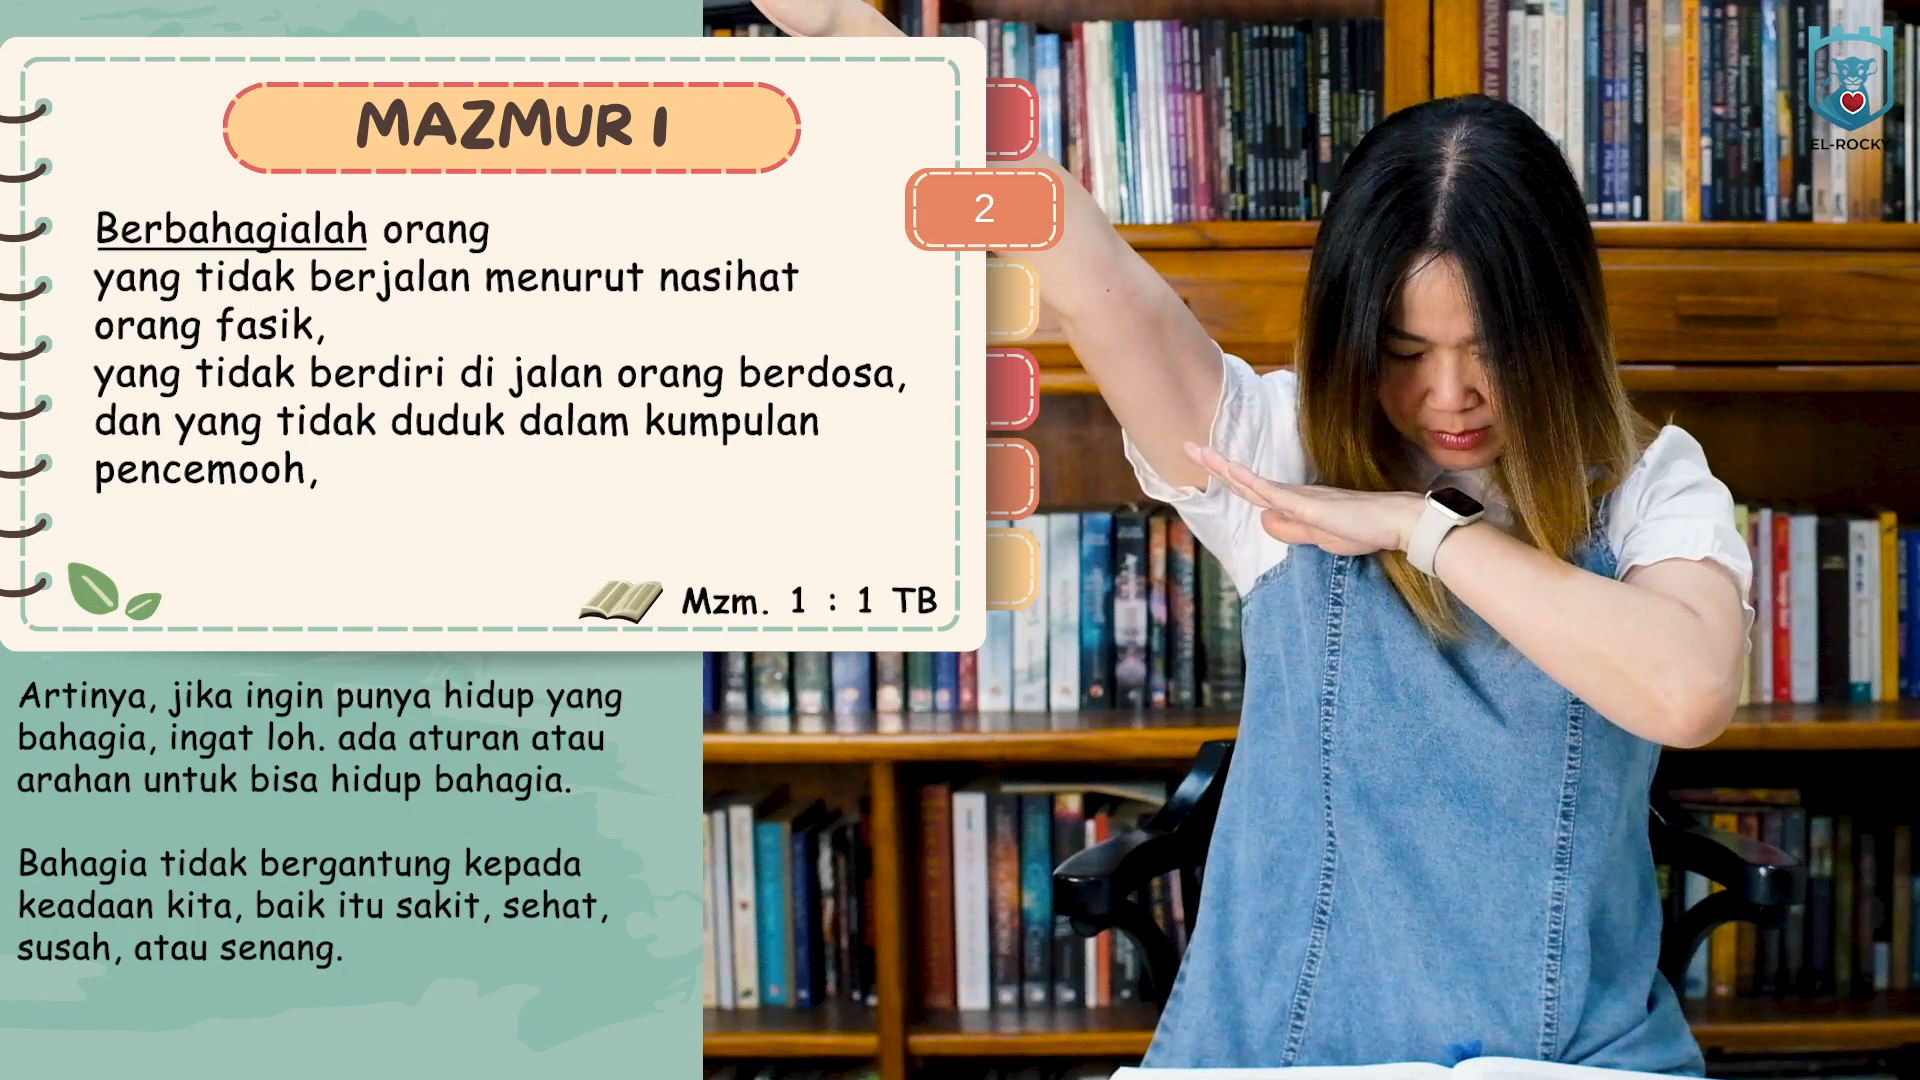 MAZMUR 1
2
Berbahagialah orang
yang tidak berjalan menurut nasihat
orang fasik,
yang tidak berdiri di jalan orang berdosa,
dan yang tidak duduk dalam kumpulan
pencemooh,
Mzm. 1 : 1 TB
Artinya, jika ingin punya hidup yang
bahagia, ingat loh. ada aturan atau
arahan untuk bisa hidup bahagia.
Bahagia tidak bergantung kepada
keadaan kita, baik itu sakit, sehat,
susah, atau senang.
EL-ROCKY